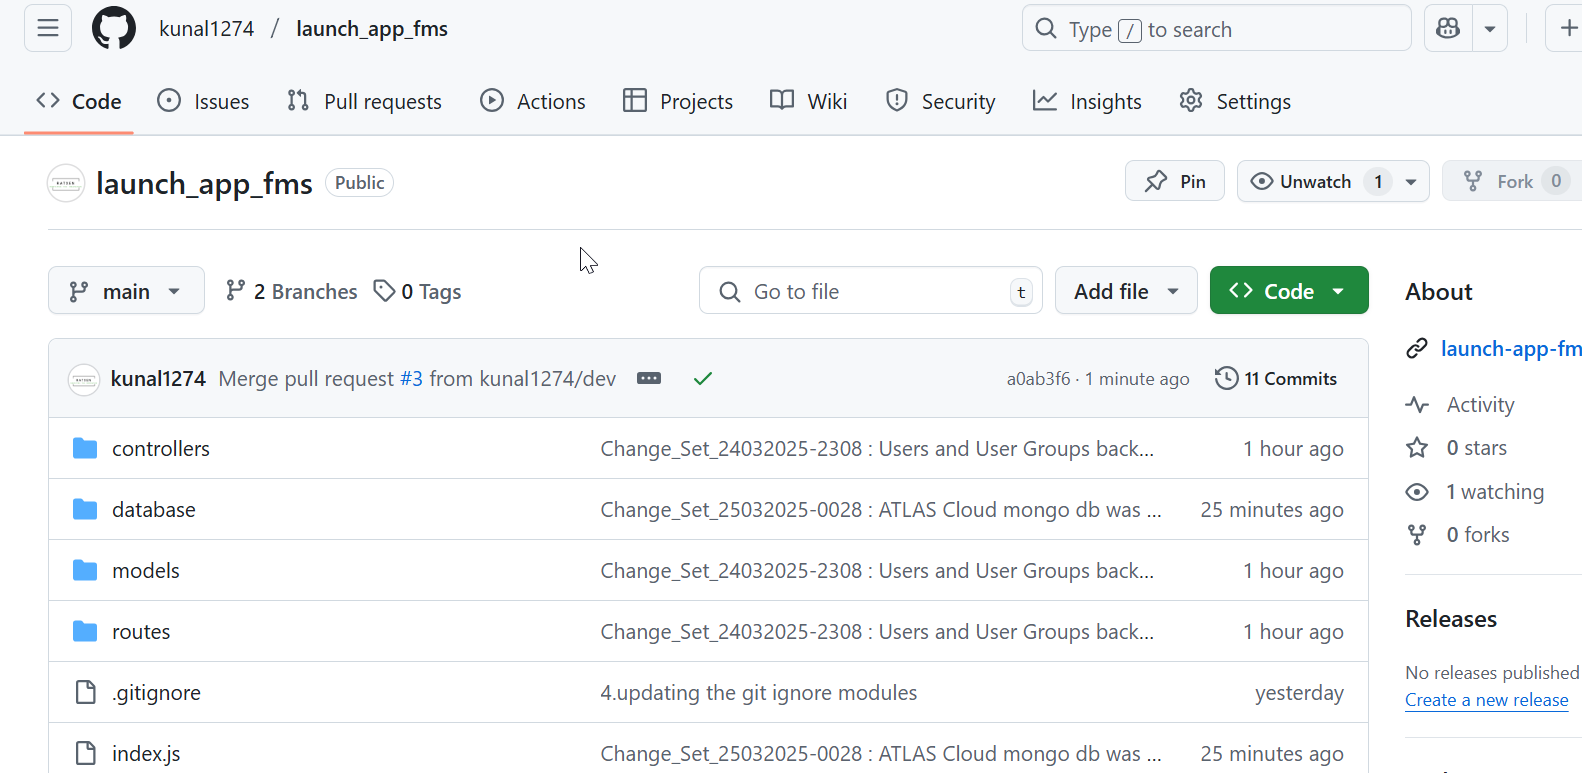 kunal1274 / launch_app_fms
Type / to search
Code Issues Pull requests Actions Projects Wiki Security Insights Settings
launch_app_fms Public
Pin Unwatch 1 Fork 0
main 2 Branches 0 Tags
Go to file t Add file Code
kunal1274 Merge pull request #3 from kunal1274/dev
a0ab3f6 · 1 minute ago 11 Commits
controllers Change_Set_24032025-2308 : Users and User Groups back... 1 hour ago
database Change_Set_25032025-0028 : ATLAS Cloud mongo db was ... 25 minutes ago
models Change_Set_24032025-2308 : Users and User Groups back... 1 hour ago
routes Change_Set_24032025-2308 : Users and User Groups back... 1 hour ago
.gitignore 4.updating the git ignore modules yesterday
index.js Change_Set_25032025-0028 : ATLAS Cloud mongo db was ... 25 minutes ago
About
launch-app-fm
Activity
0 stars
1 watching
0 forks
Releases
No releases published
Create a new release